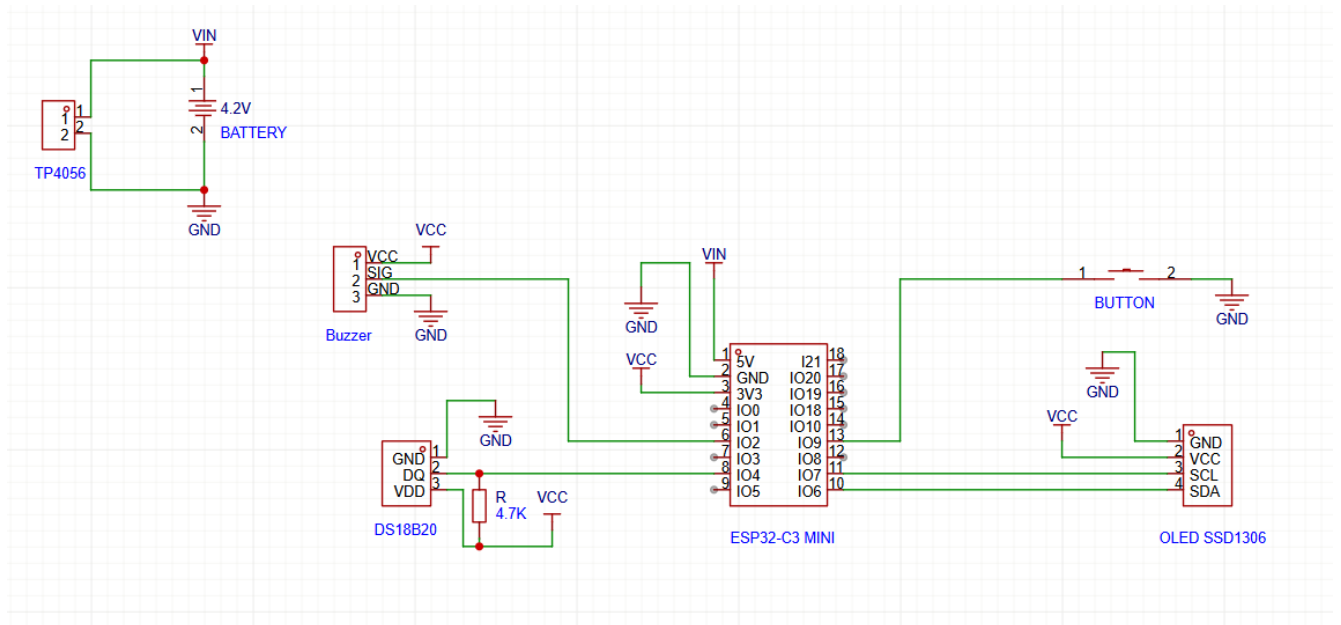 VIN
1
4.2V
BATTERY
2
1
2
1
2
TP4056
GND
VCC
VCC
SIG
GND
1
2
3
Buzzer
GND
VIN
GND
VCC
1
2
BUTTON
GND
1 5V
2 GND
3 3V3
4 IO0
5 IO1
6 IO2
7 IO3
8 IO4
9 IO5
I21 18
IO20 17
IO19 16
IO18 15
IO10 14
IO9 13
IO8 12
IO7 11
IO6 10
ESP32-C3 MINI
GND
GND 1
DQ 2
VDD 3
R
4.7K
VCC
DS18B20
GND
VCC
1 GND
2 VCC
3 SCL
4 SDA
OLED SSD1306